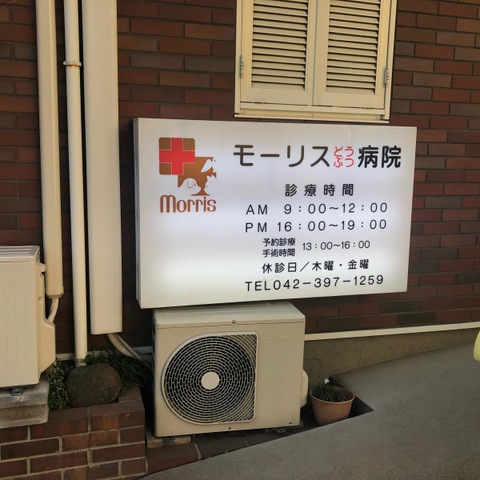 モーリスどうぶつ病院
Morris
診療時間
AM 9：00〜12：00
PM 16：00〜19：00
予約診療
手術時間 13：00〜16：00
休診日／木曜・金曜
TEL042-397-1259